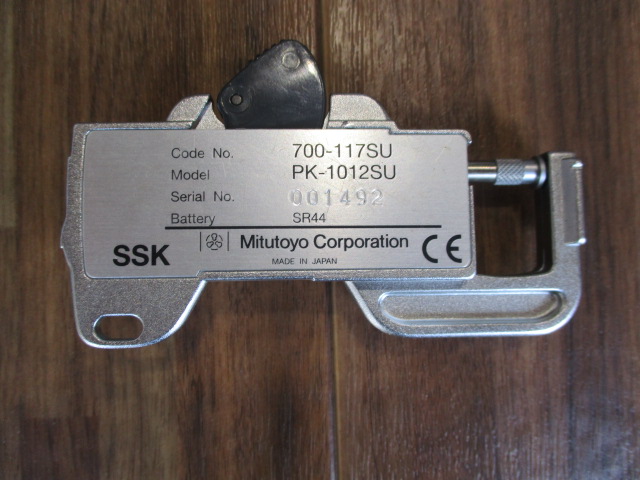 Code No. 700-117SU
Model PK-1012SU
Serial No. 001492
Battery SR44
SSK Mitutoyo Corporation CE
MADE IN JAPAN